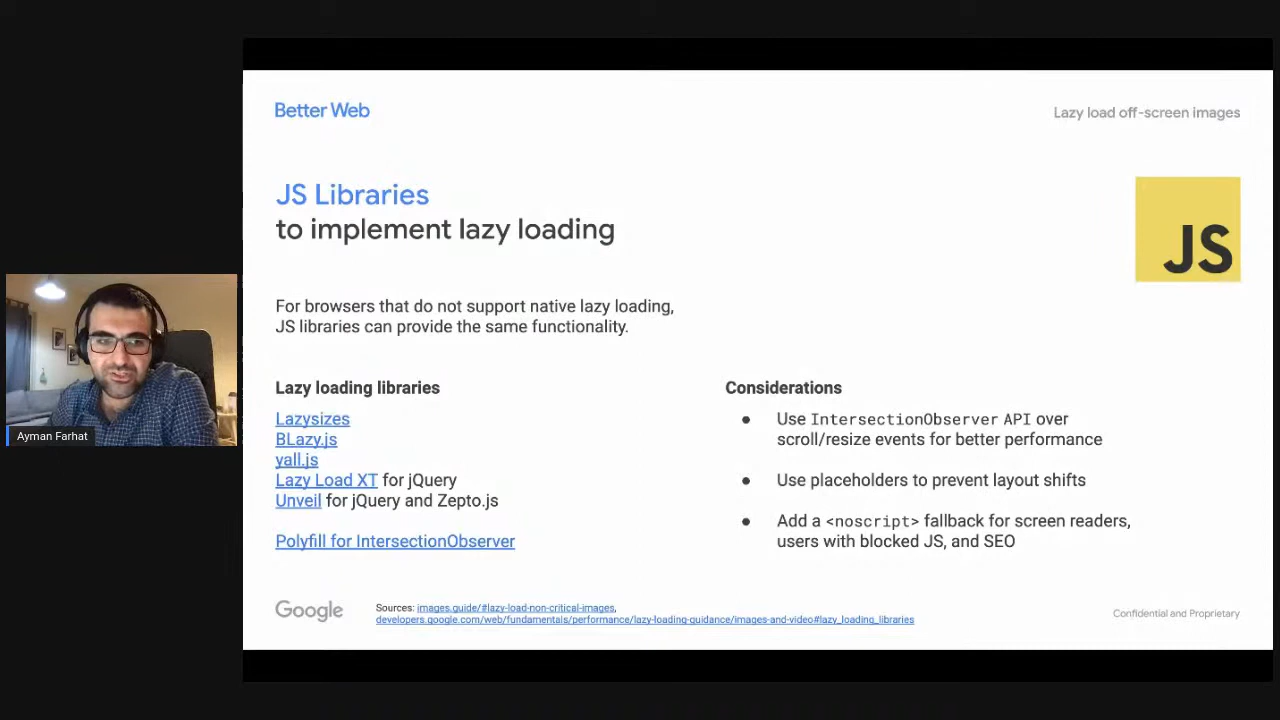 Better Web
Lazy load off-screen images
JS Libraries
to implement lazy loading
JS
For browsers that do not support native lazy loading,
JS libraries can provide the same functionality.
Lazy loading libraries
Lazysizes
BLazy.js
yall.js
Lazy Load XT for jQuery
Unveil for jQuery and Zepto.js
Polyfill for IntersectionObserver
Considerations
● Use IntersectionObserver API over
scroll/resize events for better performance
● Use placeholders to prevent layout shifts
● Add a <noscript> fallback for screen readers,
users with blocked JS, and SEO
Ayman Farhat
Google
Sources: images.guide/#lazy-load-non-critical-images,
developers.google.com/web/fundamentals/performance/lazy-loading-guidance/images-and-video#lazy_loading_libraries
Confidential and Proprietary